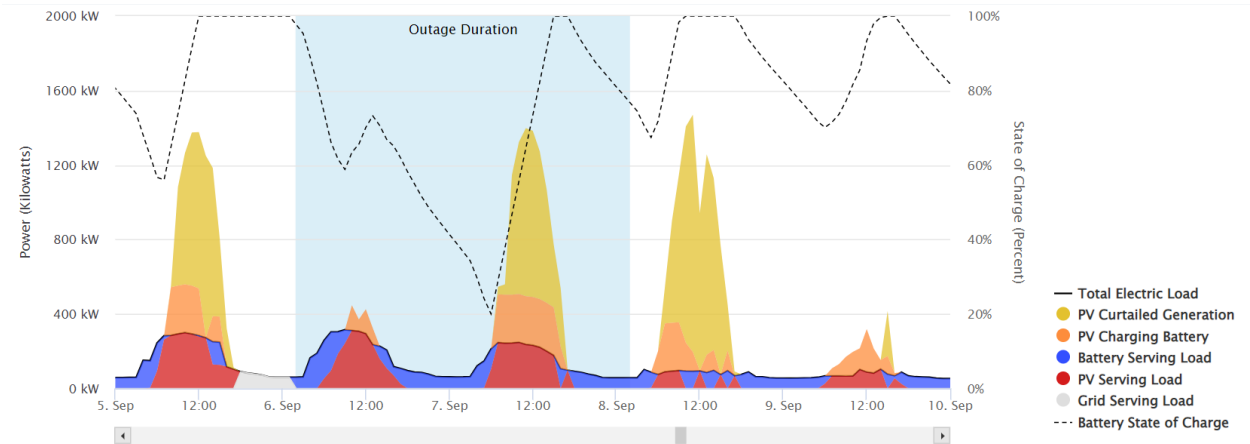 2000 kW
100%
Outage Duration
1600 kW
80%
1200 kW
60%
Power (Kilowatts)
State of Charge (Percent)
800 kW
40%
400 kW
20%
0 kW
0%
5. Sep
12:00
6. Sep
12:00
7. Sep
12:00
8. Sep
12:00
9. Sep
12:00
10. Sep
Total Electric Load
PV Curtailed Generation
PV Charging Battery
Battery Serving Load
PV Serving Load
Grid Serving Load
Battery State of Charge